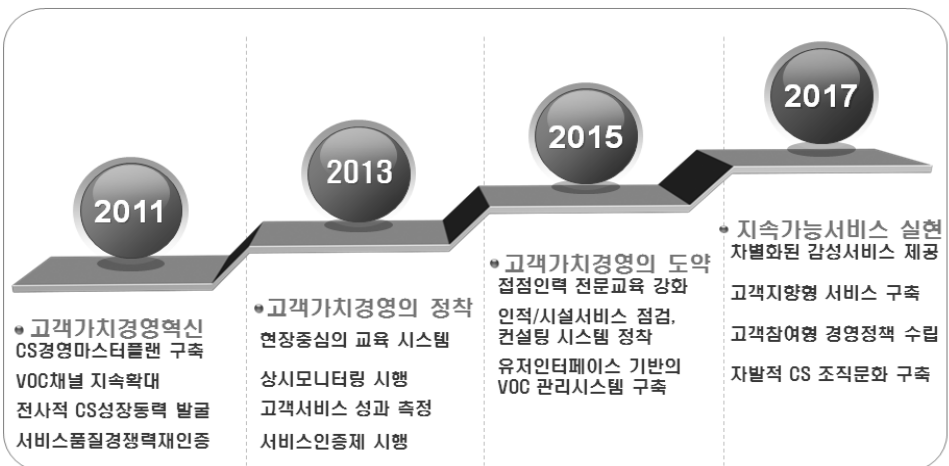 2011
고객가치경영혁신
CS경영마스터플랜 구축
VOC채널 지속확대
전사적 CS성장동력 발굴
서비스품질경쟁력재인증
2013
고객가치경영의 정착
현장중심의 교육 시스템
상시모니터링 시행
고객서비스 성과 측정
서비스인증제 시행
2015
고객가치경영의 도약
접점인력 전문교육 강화
인적/시설서비스 점검,
컨설팅 시스템 정착
유저인터페이스 기반의
VOC 관리시스템 구축
2017
지속가능서비스 실현
차별화된 감성서비스 제공
고객지향형 서비스 구축
고객참여형 경영정책 수립
자발적 CS 조직문화 구축